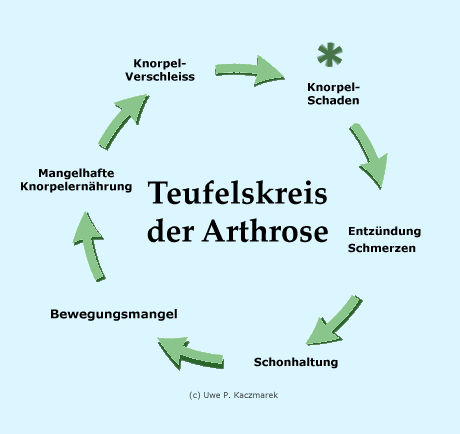 Knorpel-
Verschleiss
*
Knorpel-
Schaden
Mangelhafte
Knorpelernährung
Teufelskreis
der Arthrose
Entzündung
Schmerzen
Bewegungsmangel
Schonhaltung
(c) Uwe P. Kaczmarek